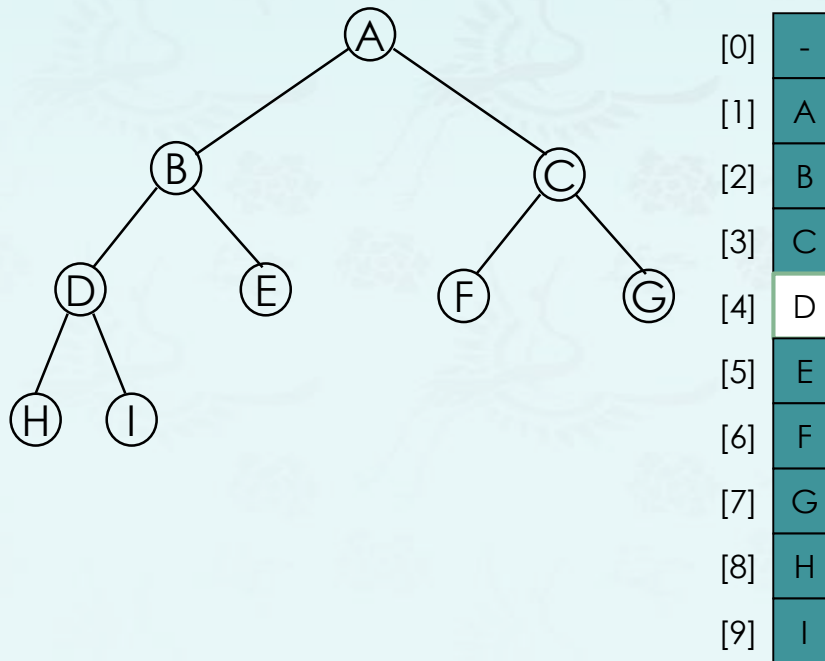 A
B
C
D
E
F
G
H
I
[0] -
[1] A
[2] B
[3] C
[4] D
[5] E
[6] F
[7] G
[8] H
[9] I